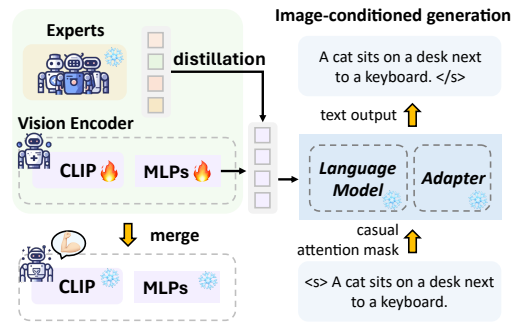 Image-conditioned generation
Experts
distillation
A cat sits on a desk next
to a keyboard. </s>
text output
Vision Encoder
CLIP
MLPs
Language
Model
Adapter
merge
casual
attention mask
CLIP
MLPs
<s> A cat sits on a desk next
to a keyboard.